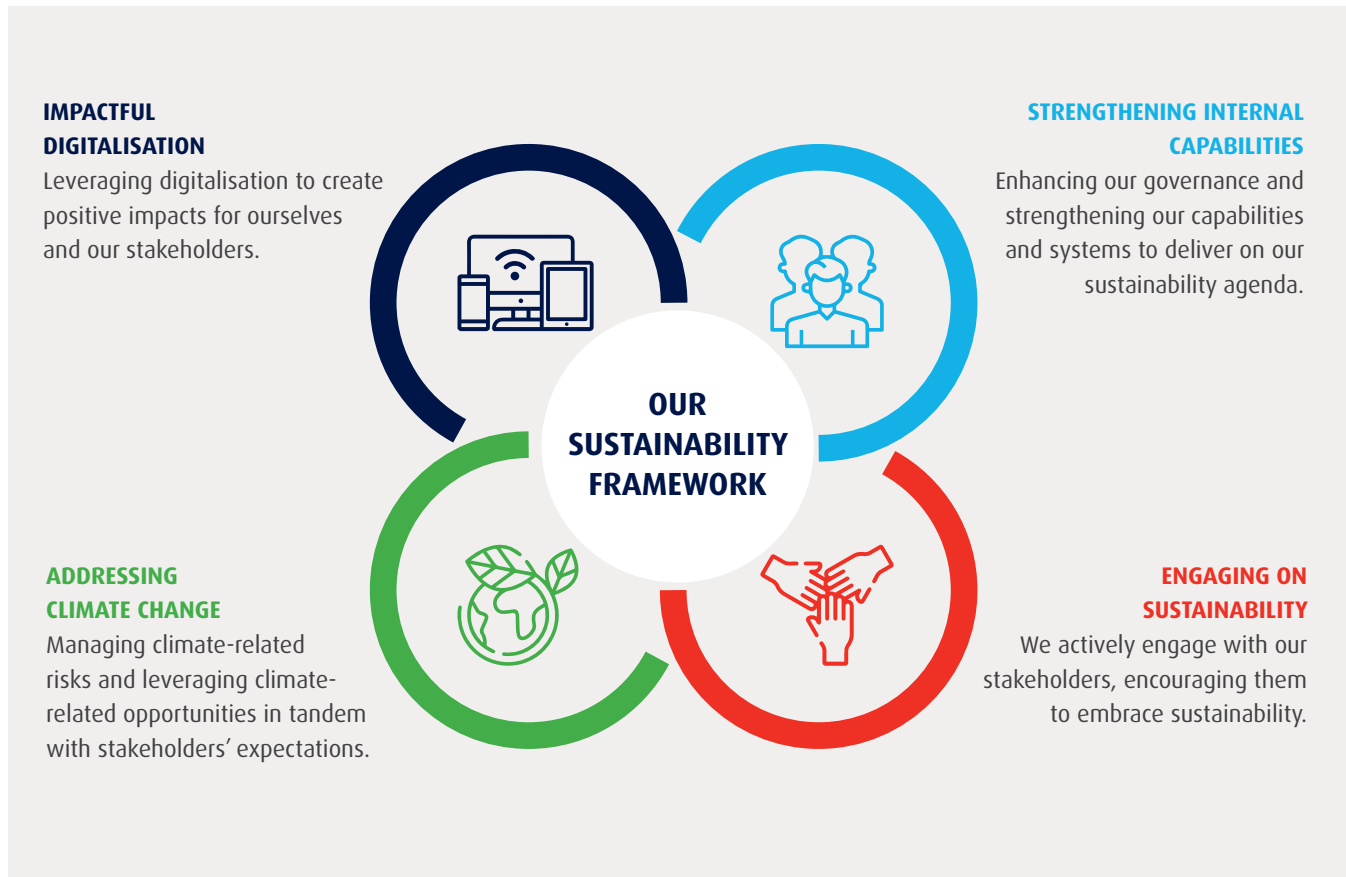 IMPACTFUL
DIGITALISATION
Leveraging digitalisation to create
positive impacts for ourselves
and our stakeholders.
STRENGTHENING INTERNAL
CAPABILITIES
Enhancing our governance and
strengthening our capabilities
and systems to deliver on our
sustainability agenda.
OUR
SUSTAINABILITY
FRAMEWORK
ADDRESSING
CLIMATE CHANGE
Managing climate-related
risks and leveraging climate-
related opportunities in tandem
with stakeholders’ expectations.
ENGAGING ON
SUSTAINABILITY
We actively engage with our
stakeholders, encouraging them
to embrace sustainability.